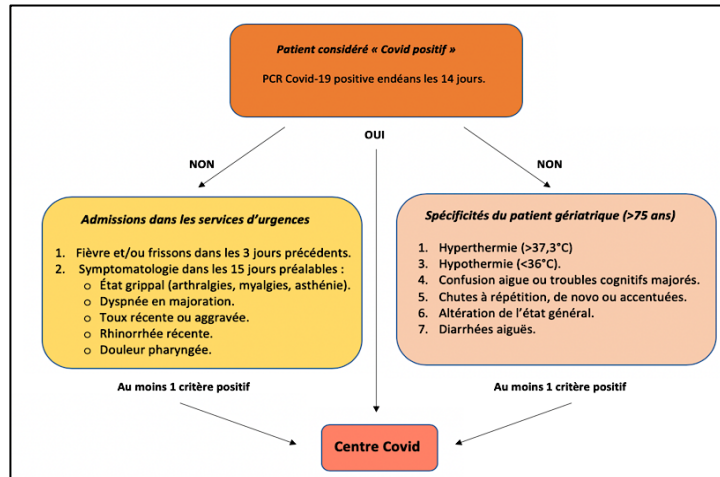 Patient considéré « Covid positif »
PCR Covid-19 positive endéans les 14 jours.
OUI
NON
NON
Admissions dans les services d’urgences
1. Fièvre et/ou frissons dans les 3 jours précédents.
2. Symptomatologie dans les 15 jours préalables :
o État grippal (arthralgies, myalgies, asthénie).
o Dyspnée en majoration.
o Toux récente ou aggravée.
o Rhinorrhée récente.
o Douleur pharyngée.
Au moins 1 critère positif
Spécificités du patient gériatrique (>75 ans)
1. Hyperthermie (>37,3°C)
3. Hypothermie (<36°C).
4. Confusion aigue ou troubles cognitifs majorés.
5. Chutes à répétition, de novo ou accentuées.
6. Altération de l’état général.
7. Diarrhées aiguës.
Au moins 1 critère positif
Centre Covid